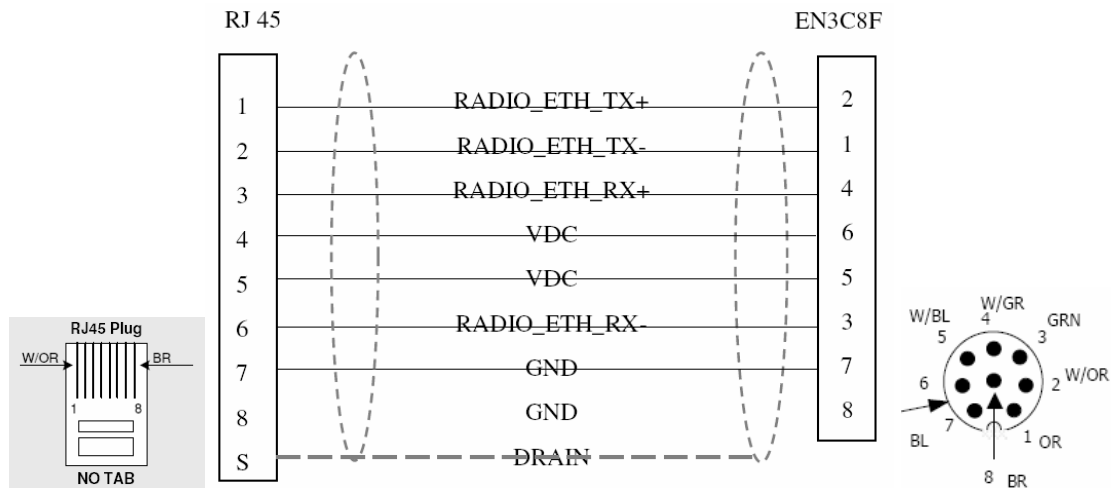 RJ 45 EN3C8F
1 RADIO_ETH_TX+ 2
2 RADIO_ETH_TX- 1
3 RADIO_ETH_RX+ 4
4 VDC 6
5 VDC 5
6 RADIO_ETH_RX- 3
7 GND 7
8 GND 8
S DRAIN
RJ45 Plug
W/OR BR
1 8
NO TAB
W/GR
W/BL 4 GRN
5 3
6 2 W/OR
7
BL 1 OR
8 BR